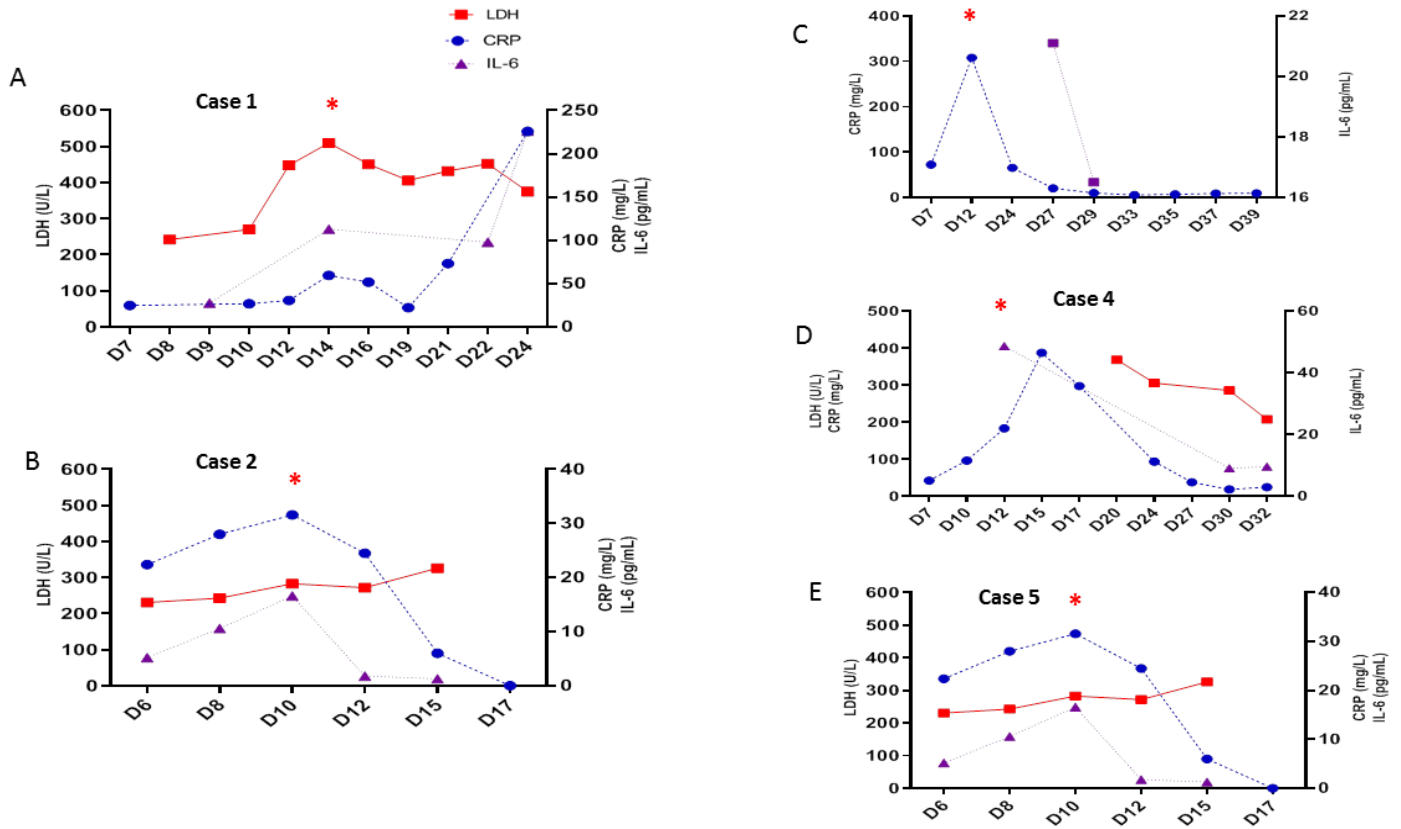 LDH
CRP
IL-6
A
Case 1
*
600
500
400
300
200
100
0
LDH (U/L)
250
200
150
100
50
0
CRP (mg/L)
IL-6 (pg/mL)
D7 D8 D9 D10 D12 D14 D16 D19 D21 D22 D24
B
Case 2
*
600
500
400
300
200
100
0
LDH (U/L)
40
30
20
10
0
CRP (mg/L)
IL-6 (pg/mL)
D6 D8 D10 D12 D15 D17
C
*
400
300
200
100
0
CRP (mg/L)
22
20
18
16
IL-6 (pg/mL)
D7 D12 D24 D27 D29 D33 D35 D37 D39
D
Case 4
*
500
400
300
200
100
0
LDH (U/L)
CRP (mg/L)
60
40
20
0
IL-6 (pg/mL)
D7 D10 D12 D15 D17 D20 D24 D27 D30 D32
E
Case 5
*
600
500
400
300
200
100
0
LDH (U/L)
40
30
20
10
0
CRP (mg/L)
IL-6 (pg/mL)
D6 D8 D10 D12 D15 D17